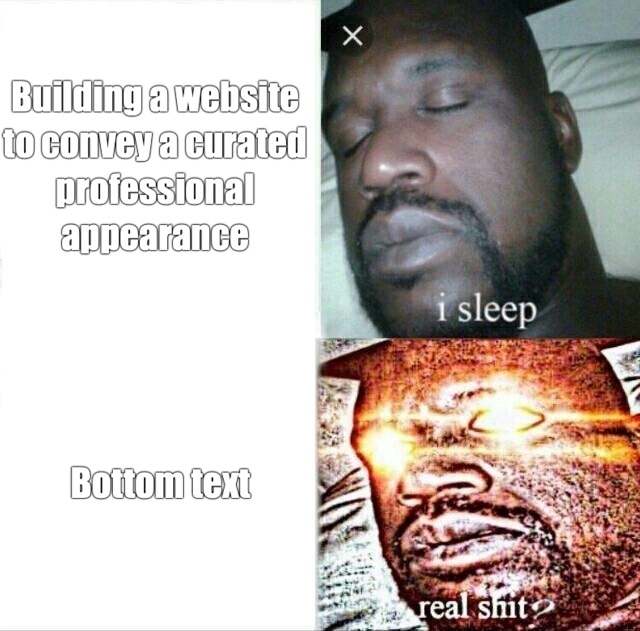 Building a website
to convey a curated
professional
appearance
i sleep
Bottom text
real shit?